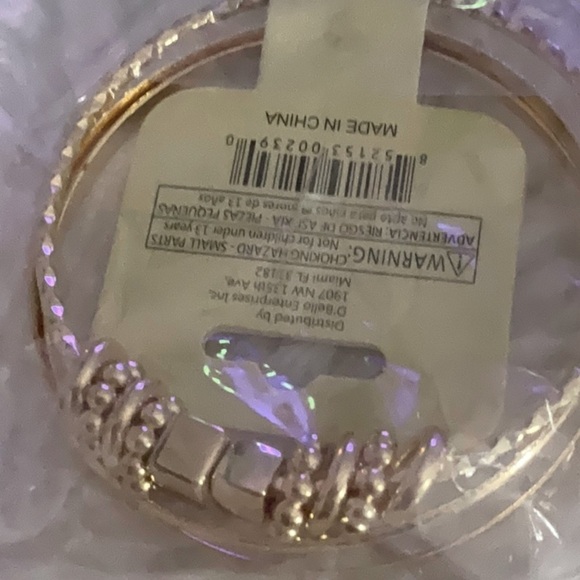 Distributed by
D'Bello Enterprises Inc.
1907 NW 135th Ave,
Miami FL 33182
WARNING: CHOKING HAZARD - SMALL PARTS
Not for children under 13 years
ADVERTENCIA: RIESGO DE ASFIXIA - PIEZAS PEQUEÑAS
No apto para niños menores de 13 años
8 52153 00239 0
MADE IN CHINA